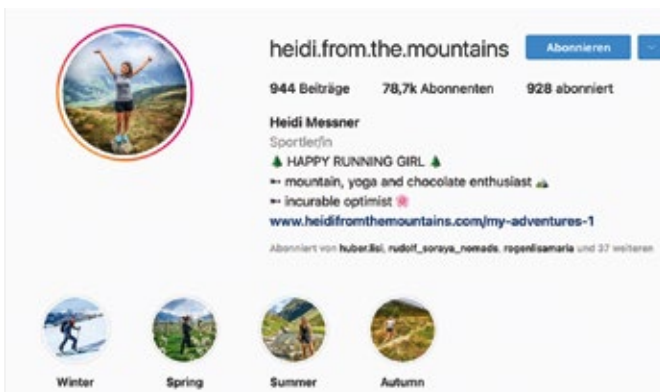 heidi.from.the.mountains Abonnieren
944 Beiträge 78,7k Abonnenten 928 abonniert
Heidi Messner
Sportler/in
🌲 HAPPY RUNNING GIRL 🌲
➸ mountain, yoga and chocolate enthusiast 🏔
➸ incurable optimist 🌸
www.heidifromthemountains.com/my-adventures-1
Abonniert von huber.lisi, rudolf_soraya_nomads, rogenlisamaria und 37 weiteren
Winter Spring Summer Autumn